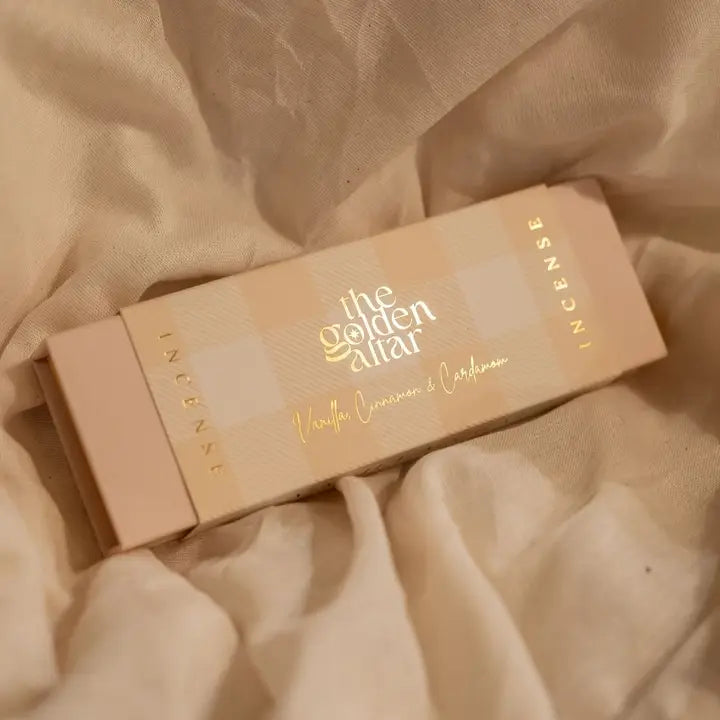 INCENSE
the
golden
altar
Vanilla, Cinnamon & Cardamom
INCENSE